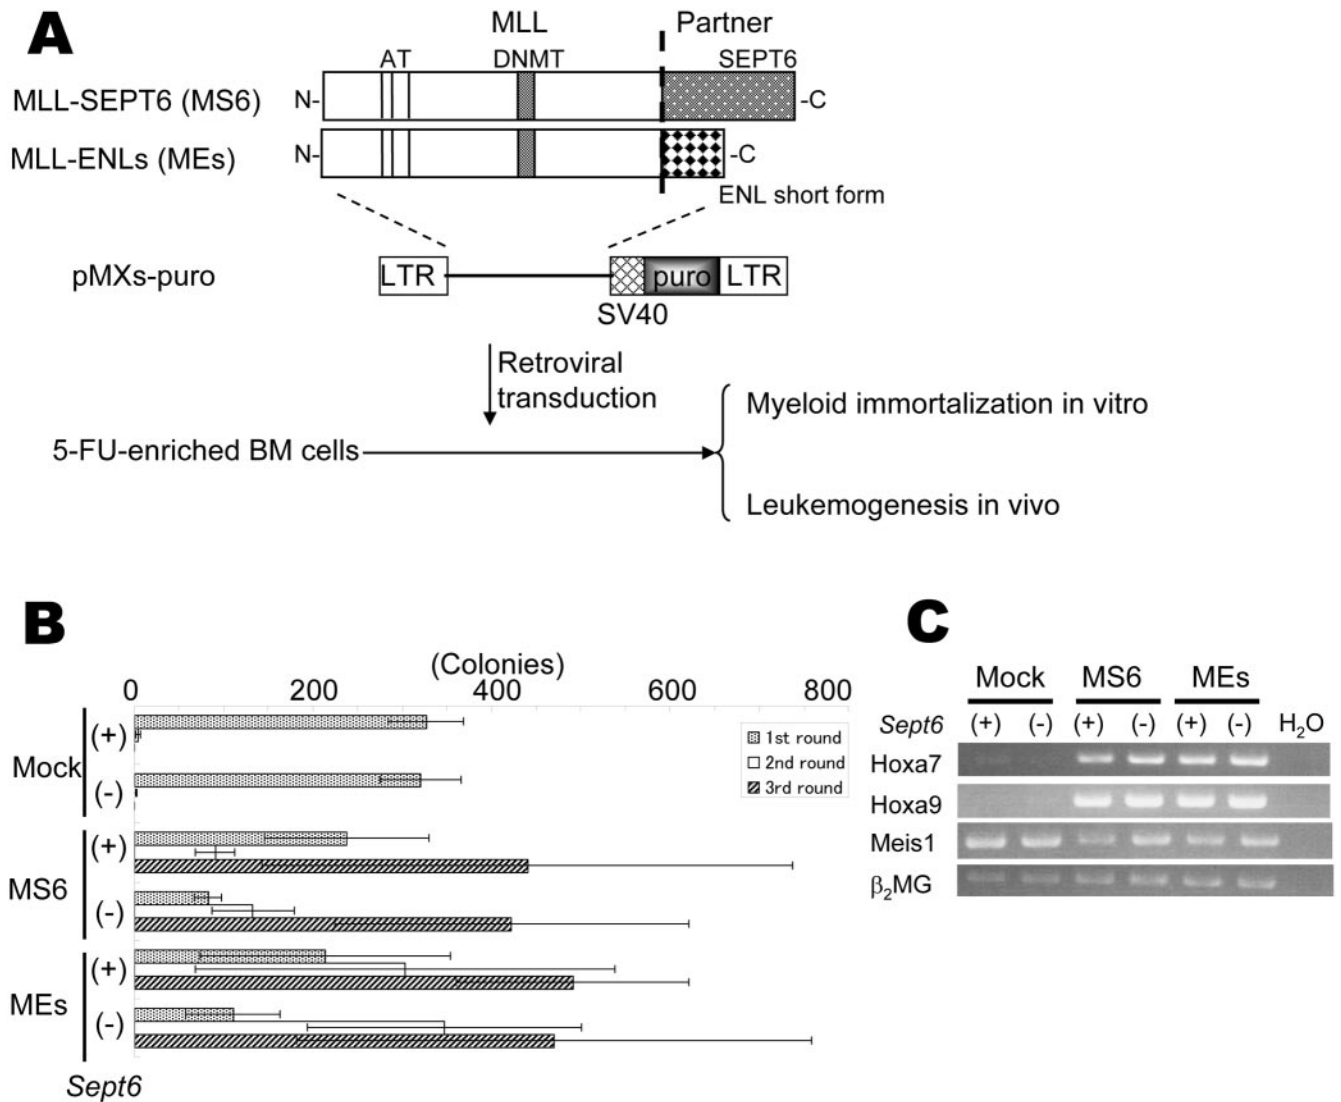 A
MLL Partner
AT DNMT SEPT6
MLL-SEPT6 (MS6) N- -C
MLL-ENLs (MEs) N- -C
ENL short form
pMXs-puro LTR puro LTR
SV40
Retroviral
transduction
Myeloid immortalization in vitro
5-FU-enriched BM cells
Leukemogenesis in vivo
B
(Colonies)
0 200 400 600 800
1st round
2nd round
3rd round
Mock (+)
(-)
MS6 (+)
(-)
MEs (+)
(-)
Sept6
C
Mock MS6 MEs
Sept6 (+) (-) (+) (-) (+) (-) H2O
Hoxa7
Hoxa9
Meis1
β2MG